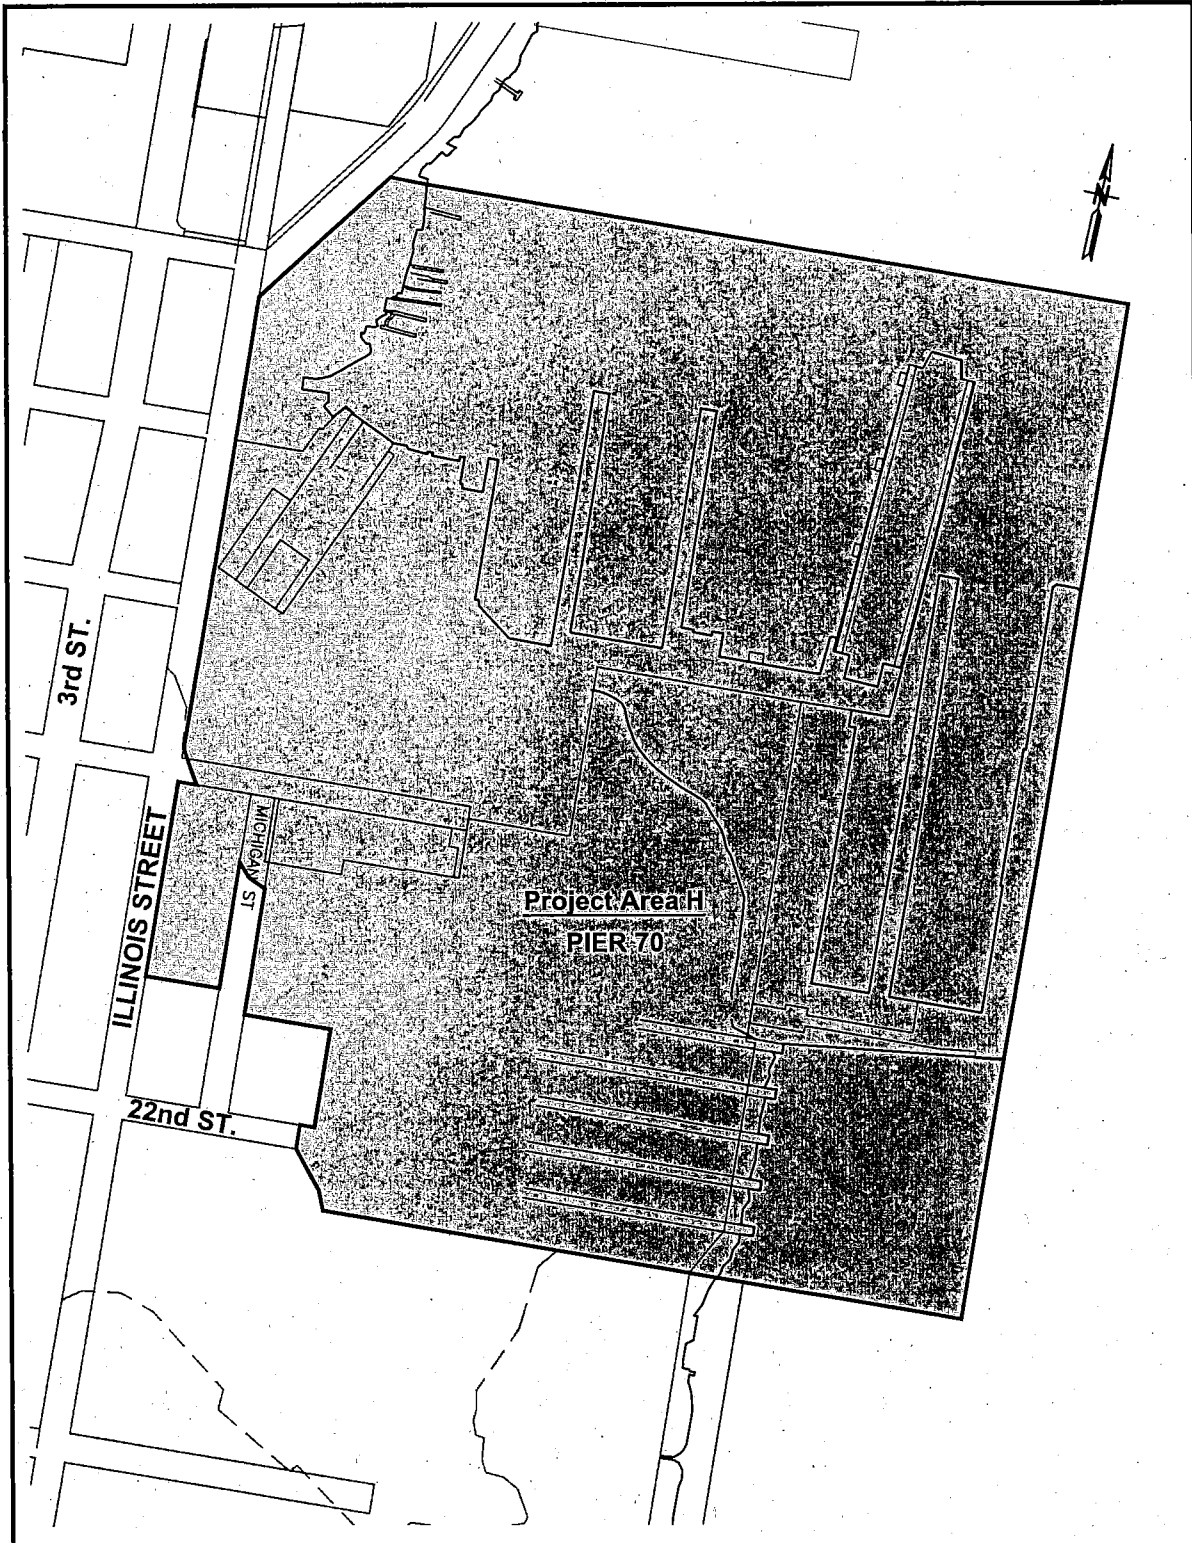 N
3rd ST.
ILLINOIS STREET
MICHIGAN ST
Project Area H
PIER 70
22nd ST.